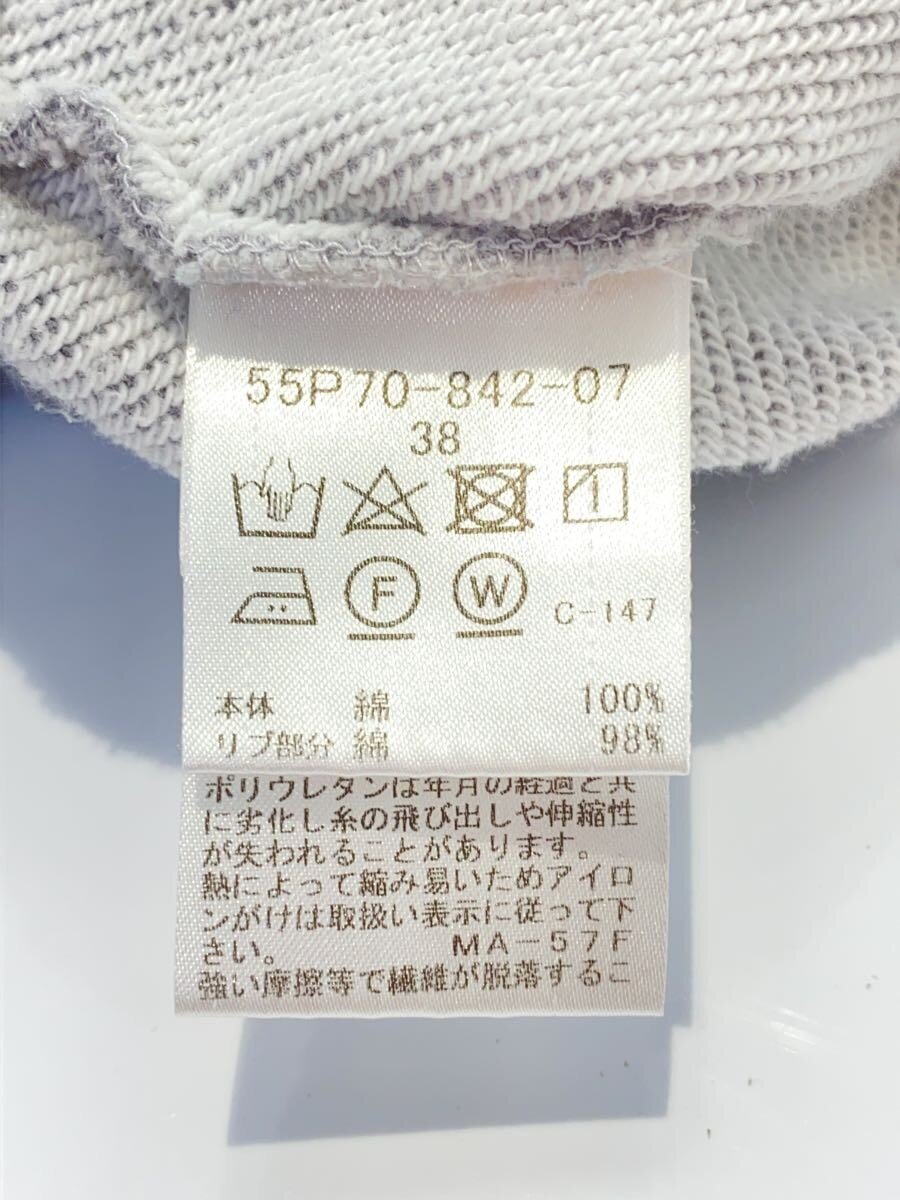 55P70-842-07
38
F W C-147
本体 綿 100%
リブ部分 綿 98%
ポリウレタンは年月の経過と共
に劣化し糸の飛び出しや伸縮性
が失われることがあります。
熱によって縮み易いためアイロ
ンがけは取扱い表示に従って下
さい。 MA-57F
強い摩擦等で繊維が脱落するこ